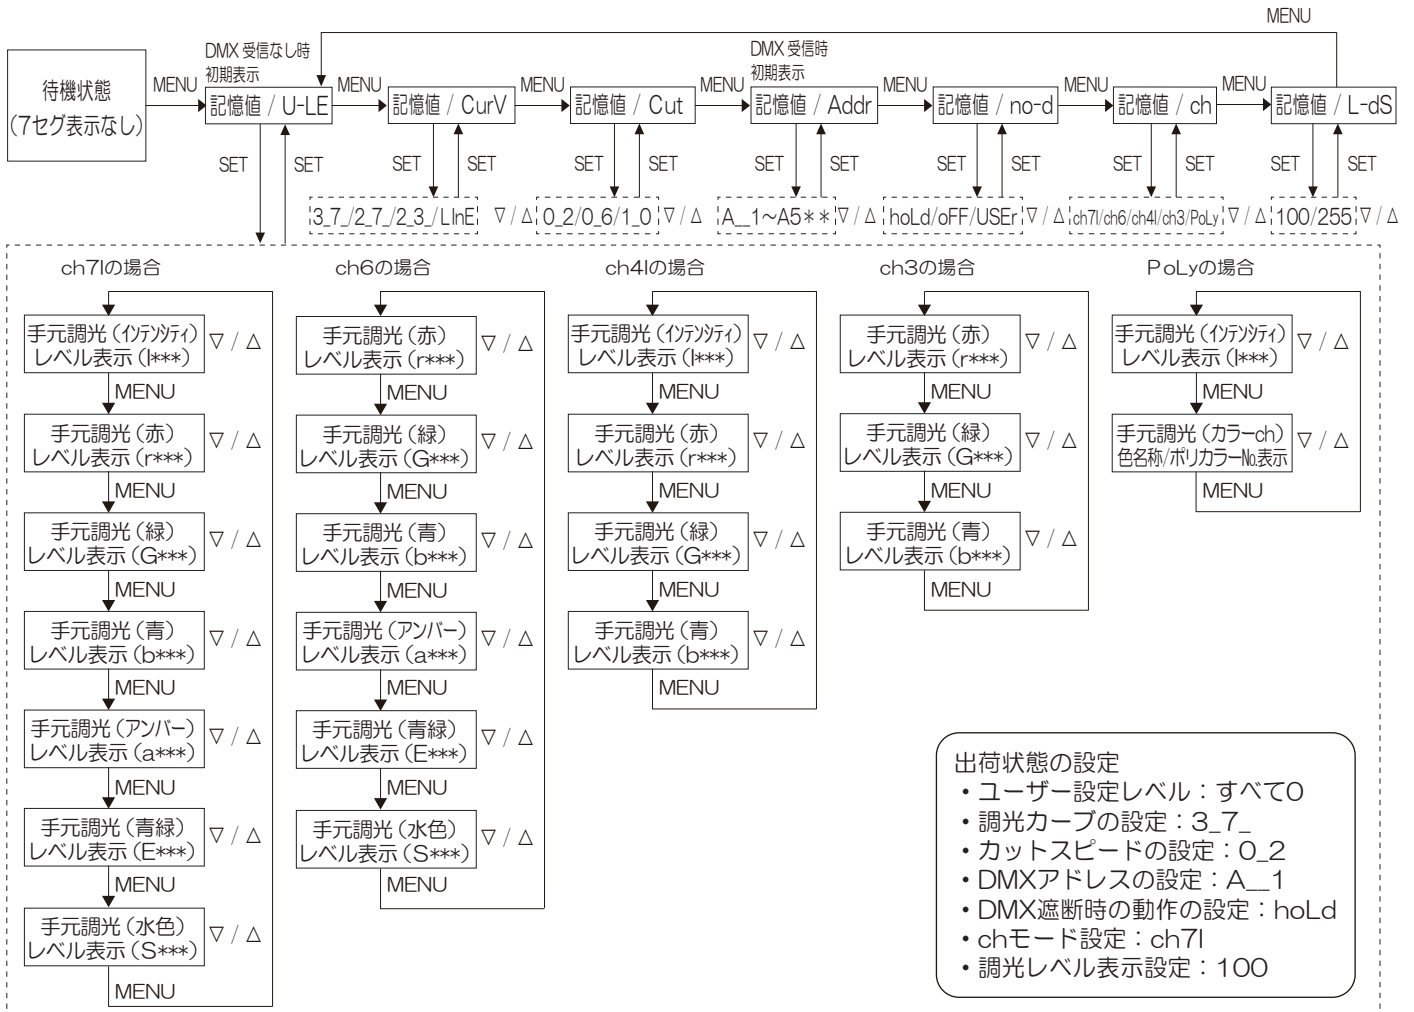 MENU
DMX 受信なし時
初期表示
DMX 受信時
初期表示
待機状態
(7セグ表示なし)
MENU
記憶値 / U-LE
MENU
記憶値 / CurV
MENU
記憶値 / Cut
MENU
記憶値 / Addr
MENU
記憶値 / no-d
MENU
記憶値 / ch
MENU
記憶値 / L-dS
SET SET
SET SET
SET SET
SET SET
SET SET
SET SET
SET SET
3_7_/2_7_/2_3_/LInE ▽/△
0_2/0_6/1_0 ▽/△
A__1~A5** ▽/△
hoLd/oFF/USEr ▽/△
ch7I/ch6/ch4I/ch3/PoLy ▽/△
100/255 ▽/△
ch7Iの場合
手元調光(インテンシティ)
レベル表示(I***)
▽/△
MENU
手元調光(赤)
レベル表示(r***)
▽/△
MENU
手元調光(緑)
レベル表示(G***)
▽/△
MENU
手元調光(青)
レベル表示(b***)
▽/△
MENU
手元調光(アンバー)
レベル表示(a***)
▽/△
MENU
手元調光(青緑)
レベル表示(E***)
▽/△
MENU
手元調光(水色)
レベル表示(S***)
▽/△
MENU
ch6の場合
手元調光(赤)
レベル表示(r***)
▽/△
MENU
手元調光(緑)
レベル表示(G***)
▽/△
MENU
手元調光(青)
レベル表示(b***)
▽/△
MENU
手元調光(アンバー)
レベル表示(a***)
▽/△
MENU
手元調光(青緑)
レベル表示(E***)
▽/△
MENU
手元調光(水色)
レベル表示(S***)
▽/△
MENU
ch4Iの場合
手元調光(インテンシティ)
レベル表示(I***)
▽/△
MENU
手元調光(赤)
レベル表示(r***)
▽/△
MENU
手元調光(緑)
レベル表示(G***)
▽/△
MENU
手元調光(青)
レベル表示(b***)
▽/△
MENU
ch3の場合
手元調光(赤)
レベル表示(r***)
▽/△
MENU
手元調光(緑)
レベル表示(G***)
▽/△
MENU
手元調光(青)
レベル表示(b***)
▽/△
MENU
PoLyの場合
手元調光(インテンシティ)
レベル表示(I***)
▽/△
MENU
手元調光(カラーch)
色名称/ポリカラーNo.表示
▽/△
MENU
出荷状態の設定
・ユーザー設定レベル:すべて0
・調光カーブの設定:3_7_
・カットスピードの設定:0_2
・DMXアドレスの設定:A__1
・DMX遮断時の動作の設定:hoLd
・chモード設定:ch7I
・調光レベル表示設定:100